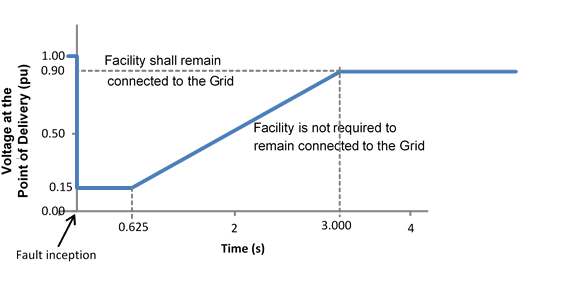 Voltage at the
Point of Delivery (pu)
1.00
0.90
0.50
0.15
0.00
Facility shall remain
connected to the Grid
Facility is not required to
remain connected to the Grid
0.625
2
3.000
4
Time (s)
Fault inception